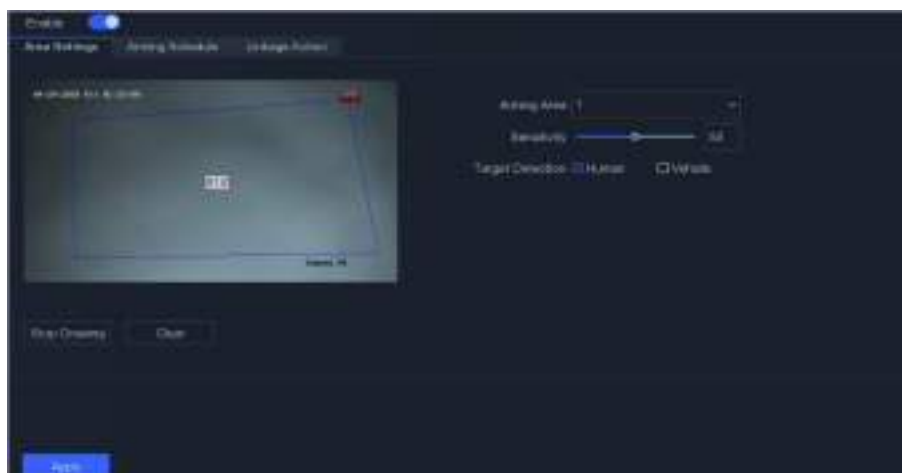 Enable
Area Settings Arming Schedule Linkage Action
Arming Area 1
Sensitivity
Target Detection Human Vehicle
Stop Drawing Clear
Apply